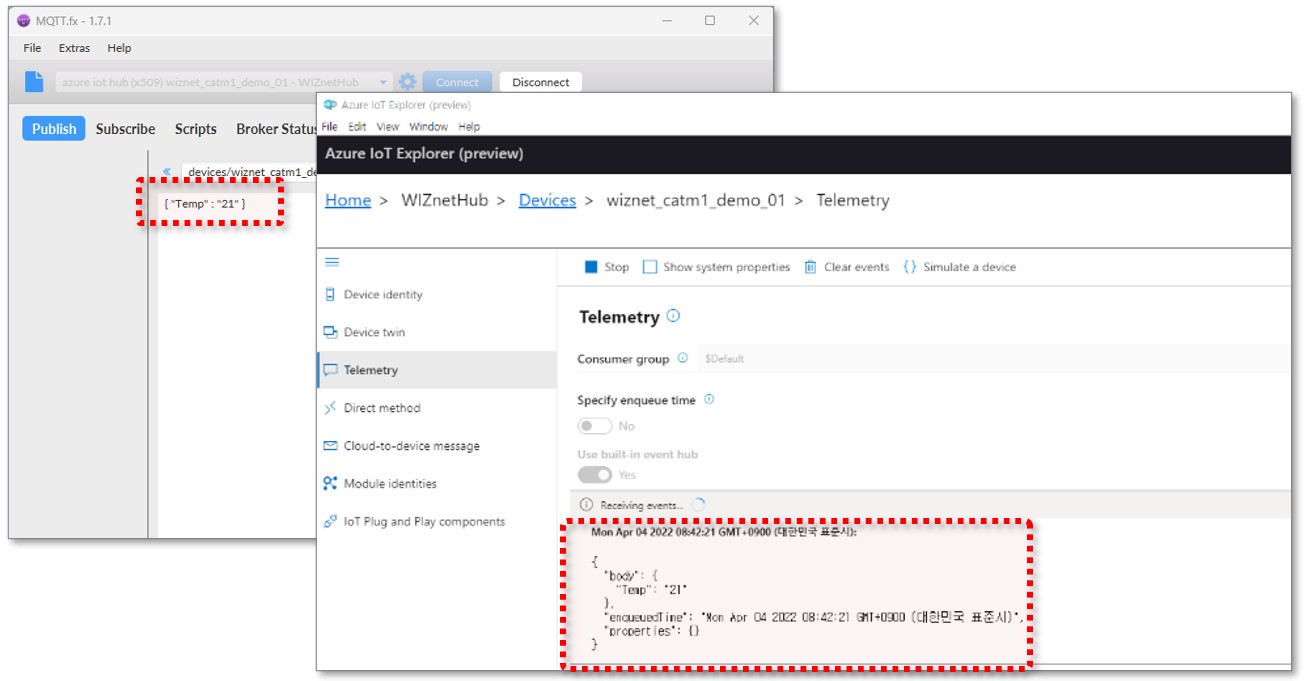 MQTT.fx - 1.7.1
File Extras Help
azure iot hub (x509) wiznet_catm1_demo_01 - WIZnetHub Connect Disconnect
Publish Subscribe Scripts Broker Status
« devices/wiznet_catm1_de
{ "Temp" : "21" }
Azure IoT Explorer (preview)
File Edit View Window Help
Azure IoT Explorer (preview)
Home > WIZnetHub > Devices > wiznet_catm1_demo_01 > Telemetry
Stop Show system properties Clear events {} Simulate a device
Device identity
Device twin
Telemetry
Direct method
Cloud-to-device message
Module identities
IoT Plug and Play components
Telemetry
Consumer group $Default
Specify enqueue time
No
Use built-in event hub
Yes
Receiving events...
Mon Apr 04 2022 08:42:21 GMT+0900 (대한민국 표준시):
{
"body": {
"Temp": "21"
},
"enqueuedTime": "Mon Apr 04 2022 08:42:21 GMT+0900 (대한민국 표준시)",
"properties": {}
}